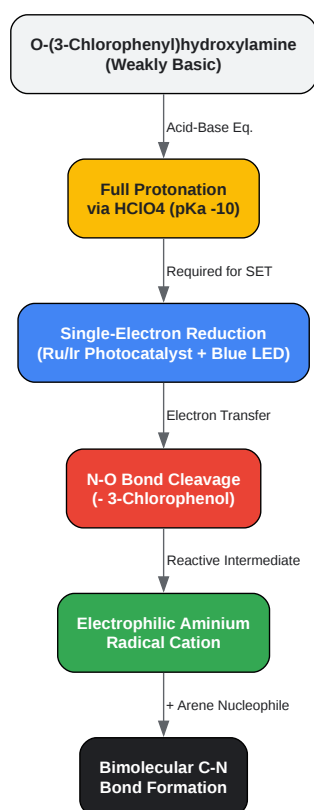 O-(3-Chlorophenyl)hydroxylamine
(Weakly Basic)
Acid-Base Eq.
Full Protonation
via HClO4 (pKa -10)
Required for SET
Single-Electron Reduction
(Ru/Ir Photocatalyst + Blue LED)
Electron Transfer
N-O Bond Cleavage
(- 3-Chlorophenol)
Reactive Intermediate
Electrophilic Aminium
Radical Cation
+ Arene Nucleophile
Bimolecular C-N
Bond Formation